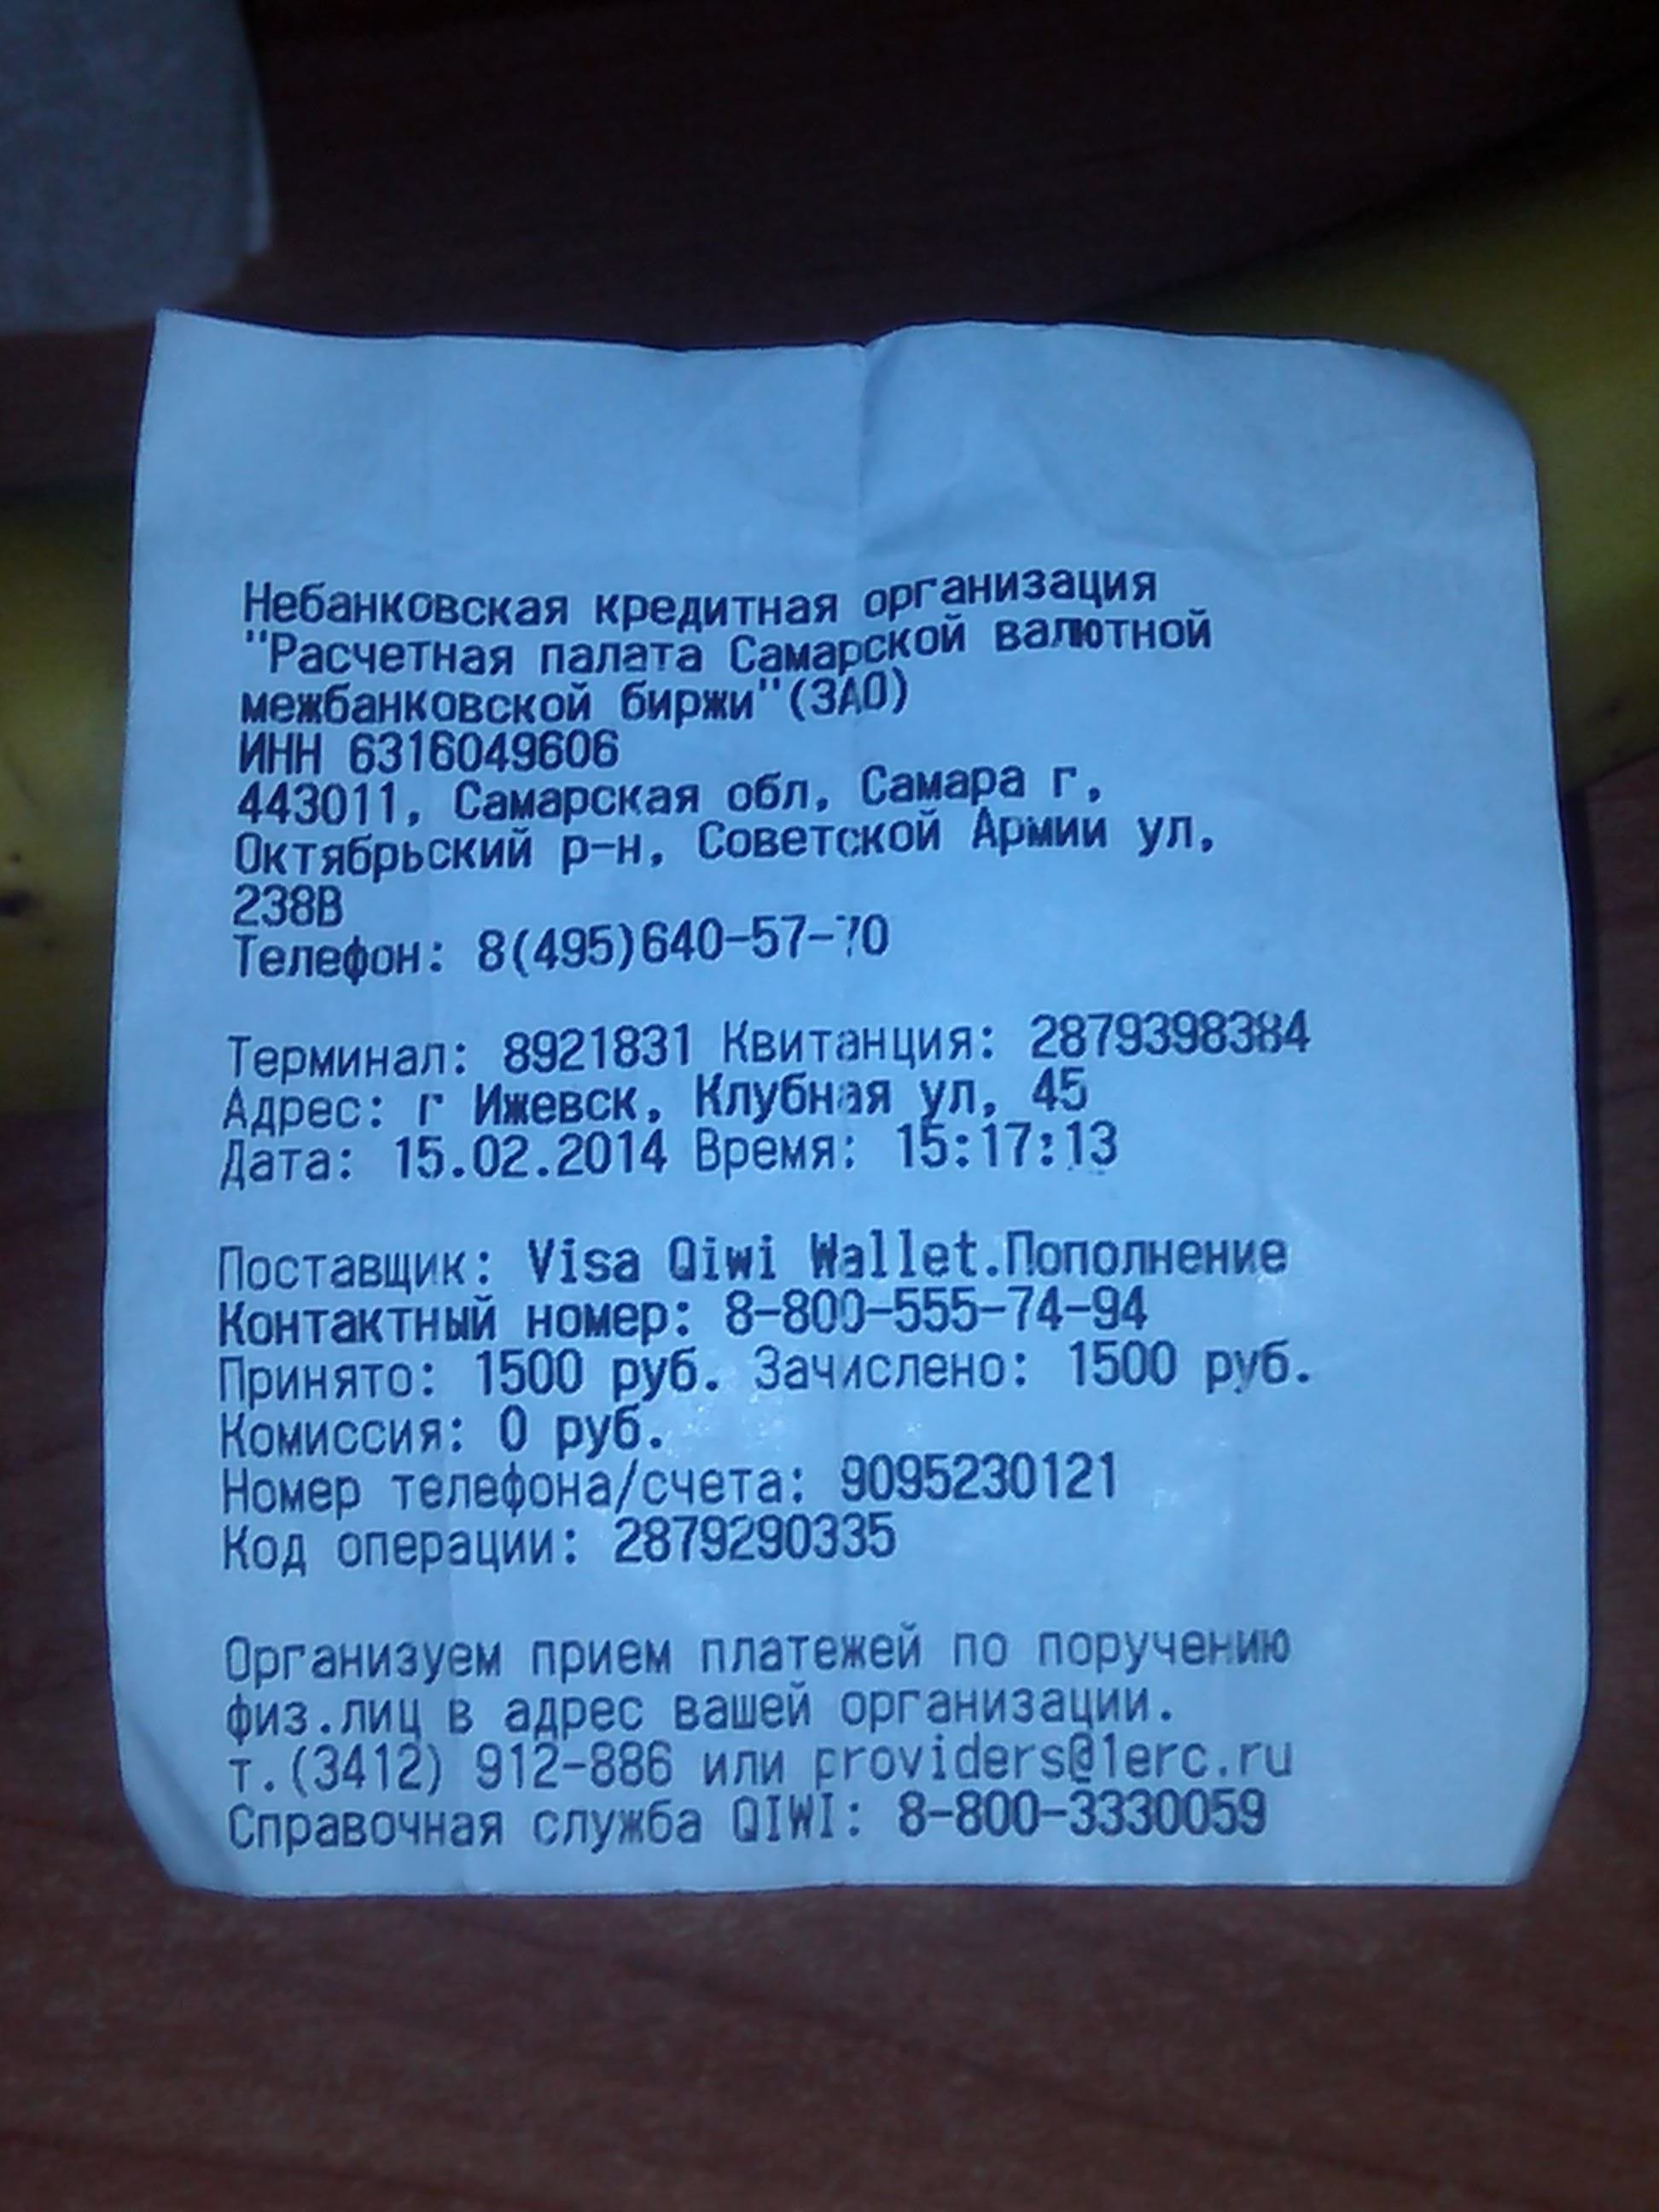 Небанковская кредитная организация
"Расчетная палата Самарской валютной
межбанковской биржи"(ЗАО)
ИНН 6316049606
443011, Самарская обл, Самара г,
Октябрьский р-н, Советской Армии ул,
238В
Телефон: 8(495)640-57-70
Терминал: 8921831 Квитанция: 2879398384
Адрес: г Ижевск, Клубная ул, 45
Дата: 15.02.2014 Время: 15:17:13
Поставщик: Visa Qiwi Wallet.Пополнение
Контактный номер: 8-800-555-74-94
Принято: 1500 руб. Зачислено: 1500 руб.
Комиссия: 0 руб.
Номер телефона/счета: 9095230121
Код операции: 2879290335
Организуем прием платежей по поручению
физ.лиц в адрес вашей организации.
т.(3412) 912-886 или providers@1erc.ru
Справочная служба QIWI: 8-800-3330059